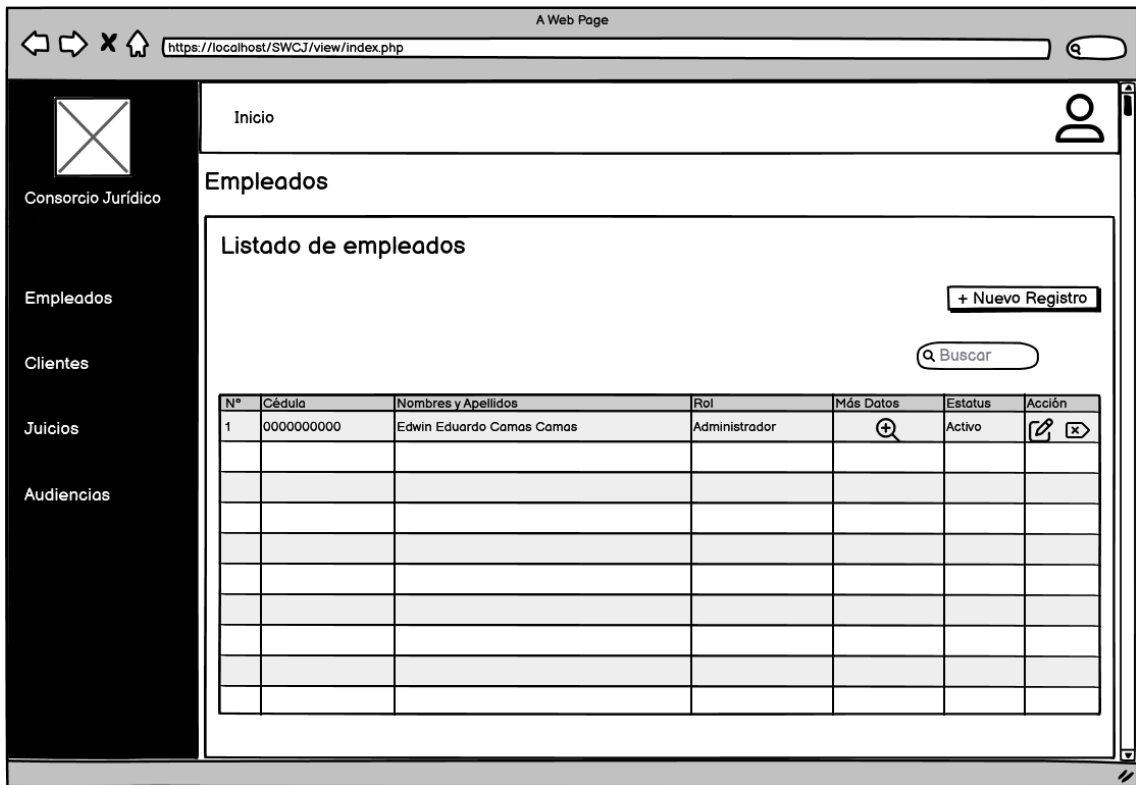 A Web Page
https://localhost/SWCJ/view/index.php
Consorcio Jurídico
Empleados
Clientes
Juicios
Audiencias
Inicio
Empleados
Listado de empleados
+ Nuevo Registro
Buscar
N° Cédula Nombres y Apellidos Rol Más Datos Estatus Acción
1 0000000000 Edwin Eduardo Camas Camas Administrador Activo